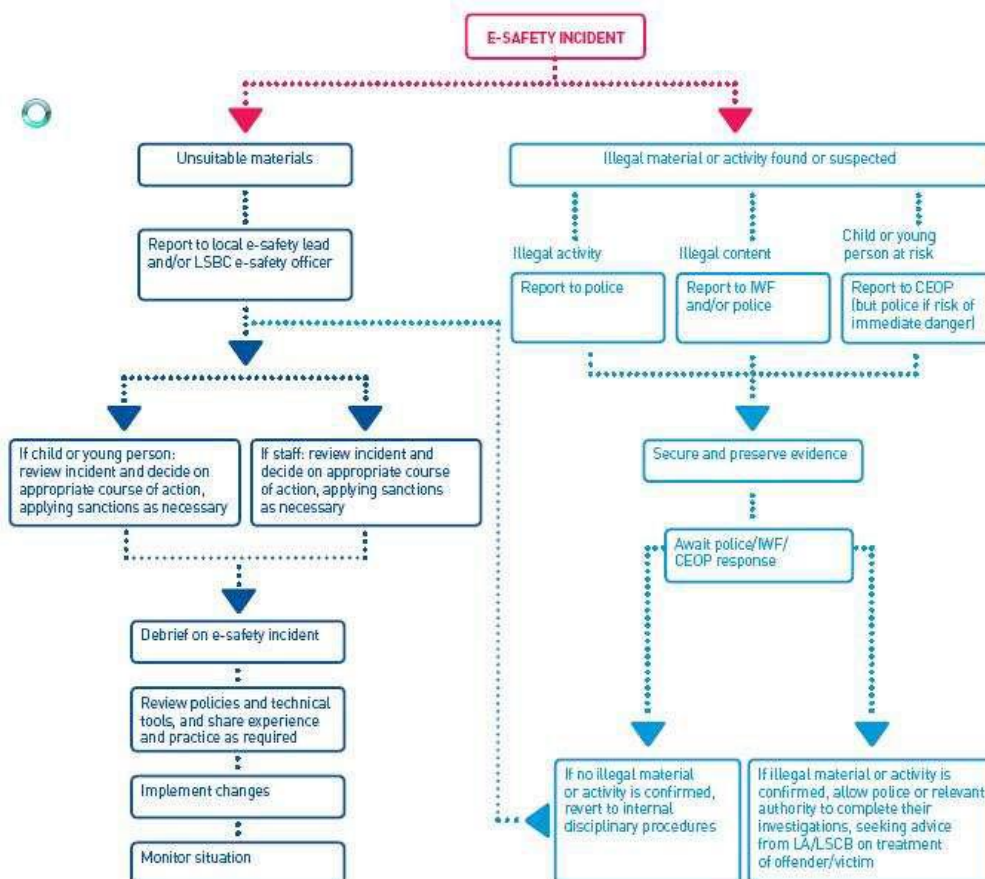 E-SAFETY INCIDENT
Unsuitable materials
Illegal material or activity found or suspected
Report to local e-safety lead
and/or LSBC e-safety officer
Illegal activity
Report to police
Illegal content
Report to IWF
and/or police
Child or young
person at risk
Report to CEOP
(but police if risk of
immediate danger)
If child or young person:
review incident and decide on
appropriate course of action,
applying sanctions as necessary
If staff: review incident and
decide on appropriate course
of action, applying sanctions
as necessary
Secure and preserve evidence
Await police/IWF/
CEOP response
Debrief on e-safety incident
Review policies and technical
tools, and share experience
and practice as required
Implement changes
Monitor situation
If no illegal material
or activity is confirmed,
revert to internal
disciplinary procedures
If illegal material or activity is
confirmed, allow police or relevant
authority to complete their
investigations, seeking advice
from LA/LSCB on treatment
of offender/victim